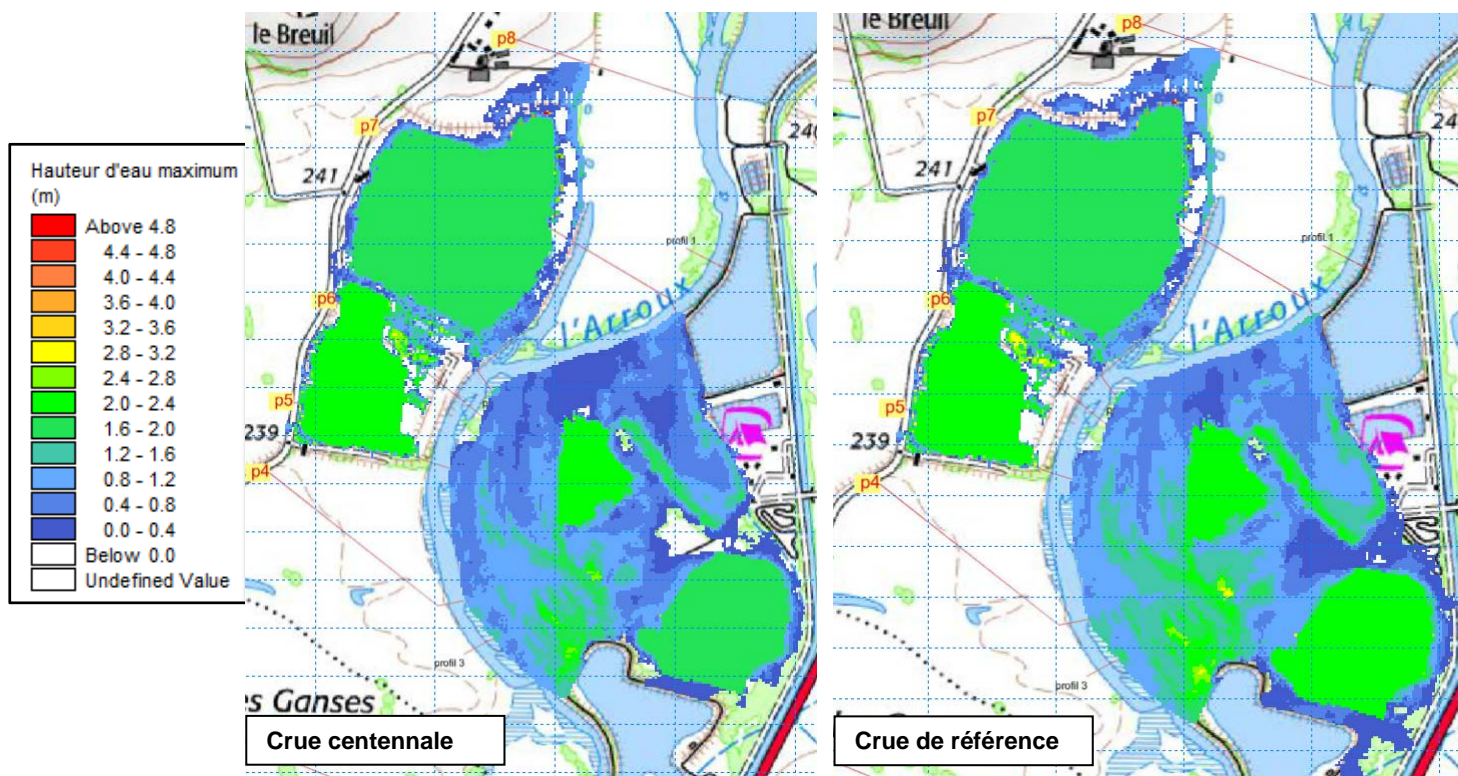 Hauteur d'eau maximum
(m)
Above 4.8
4.4 - 4.8
4.0 - 4.4
3.6 - 4.0
3.2 - 3.6
2.8 - 3.2
2.4 - 2.8
2.0 - 2.4
1.6 - 2.0
1.2 - 1.6
0.8 - 1.2
0.4 - 0.8
0.0 - 0.4
Below 0.0
Undefined Value
le Breuil
p8
p7
240
241
profil 1
p6
l'Arroux
p5
239
p4
profil 3
es Ganses
Crue centennale
le Breuil
p8
p7
24
241
profil 1
p6
l'Arroux
p5
239
p4
profil 3
Crue de référence